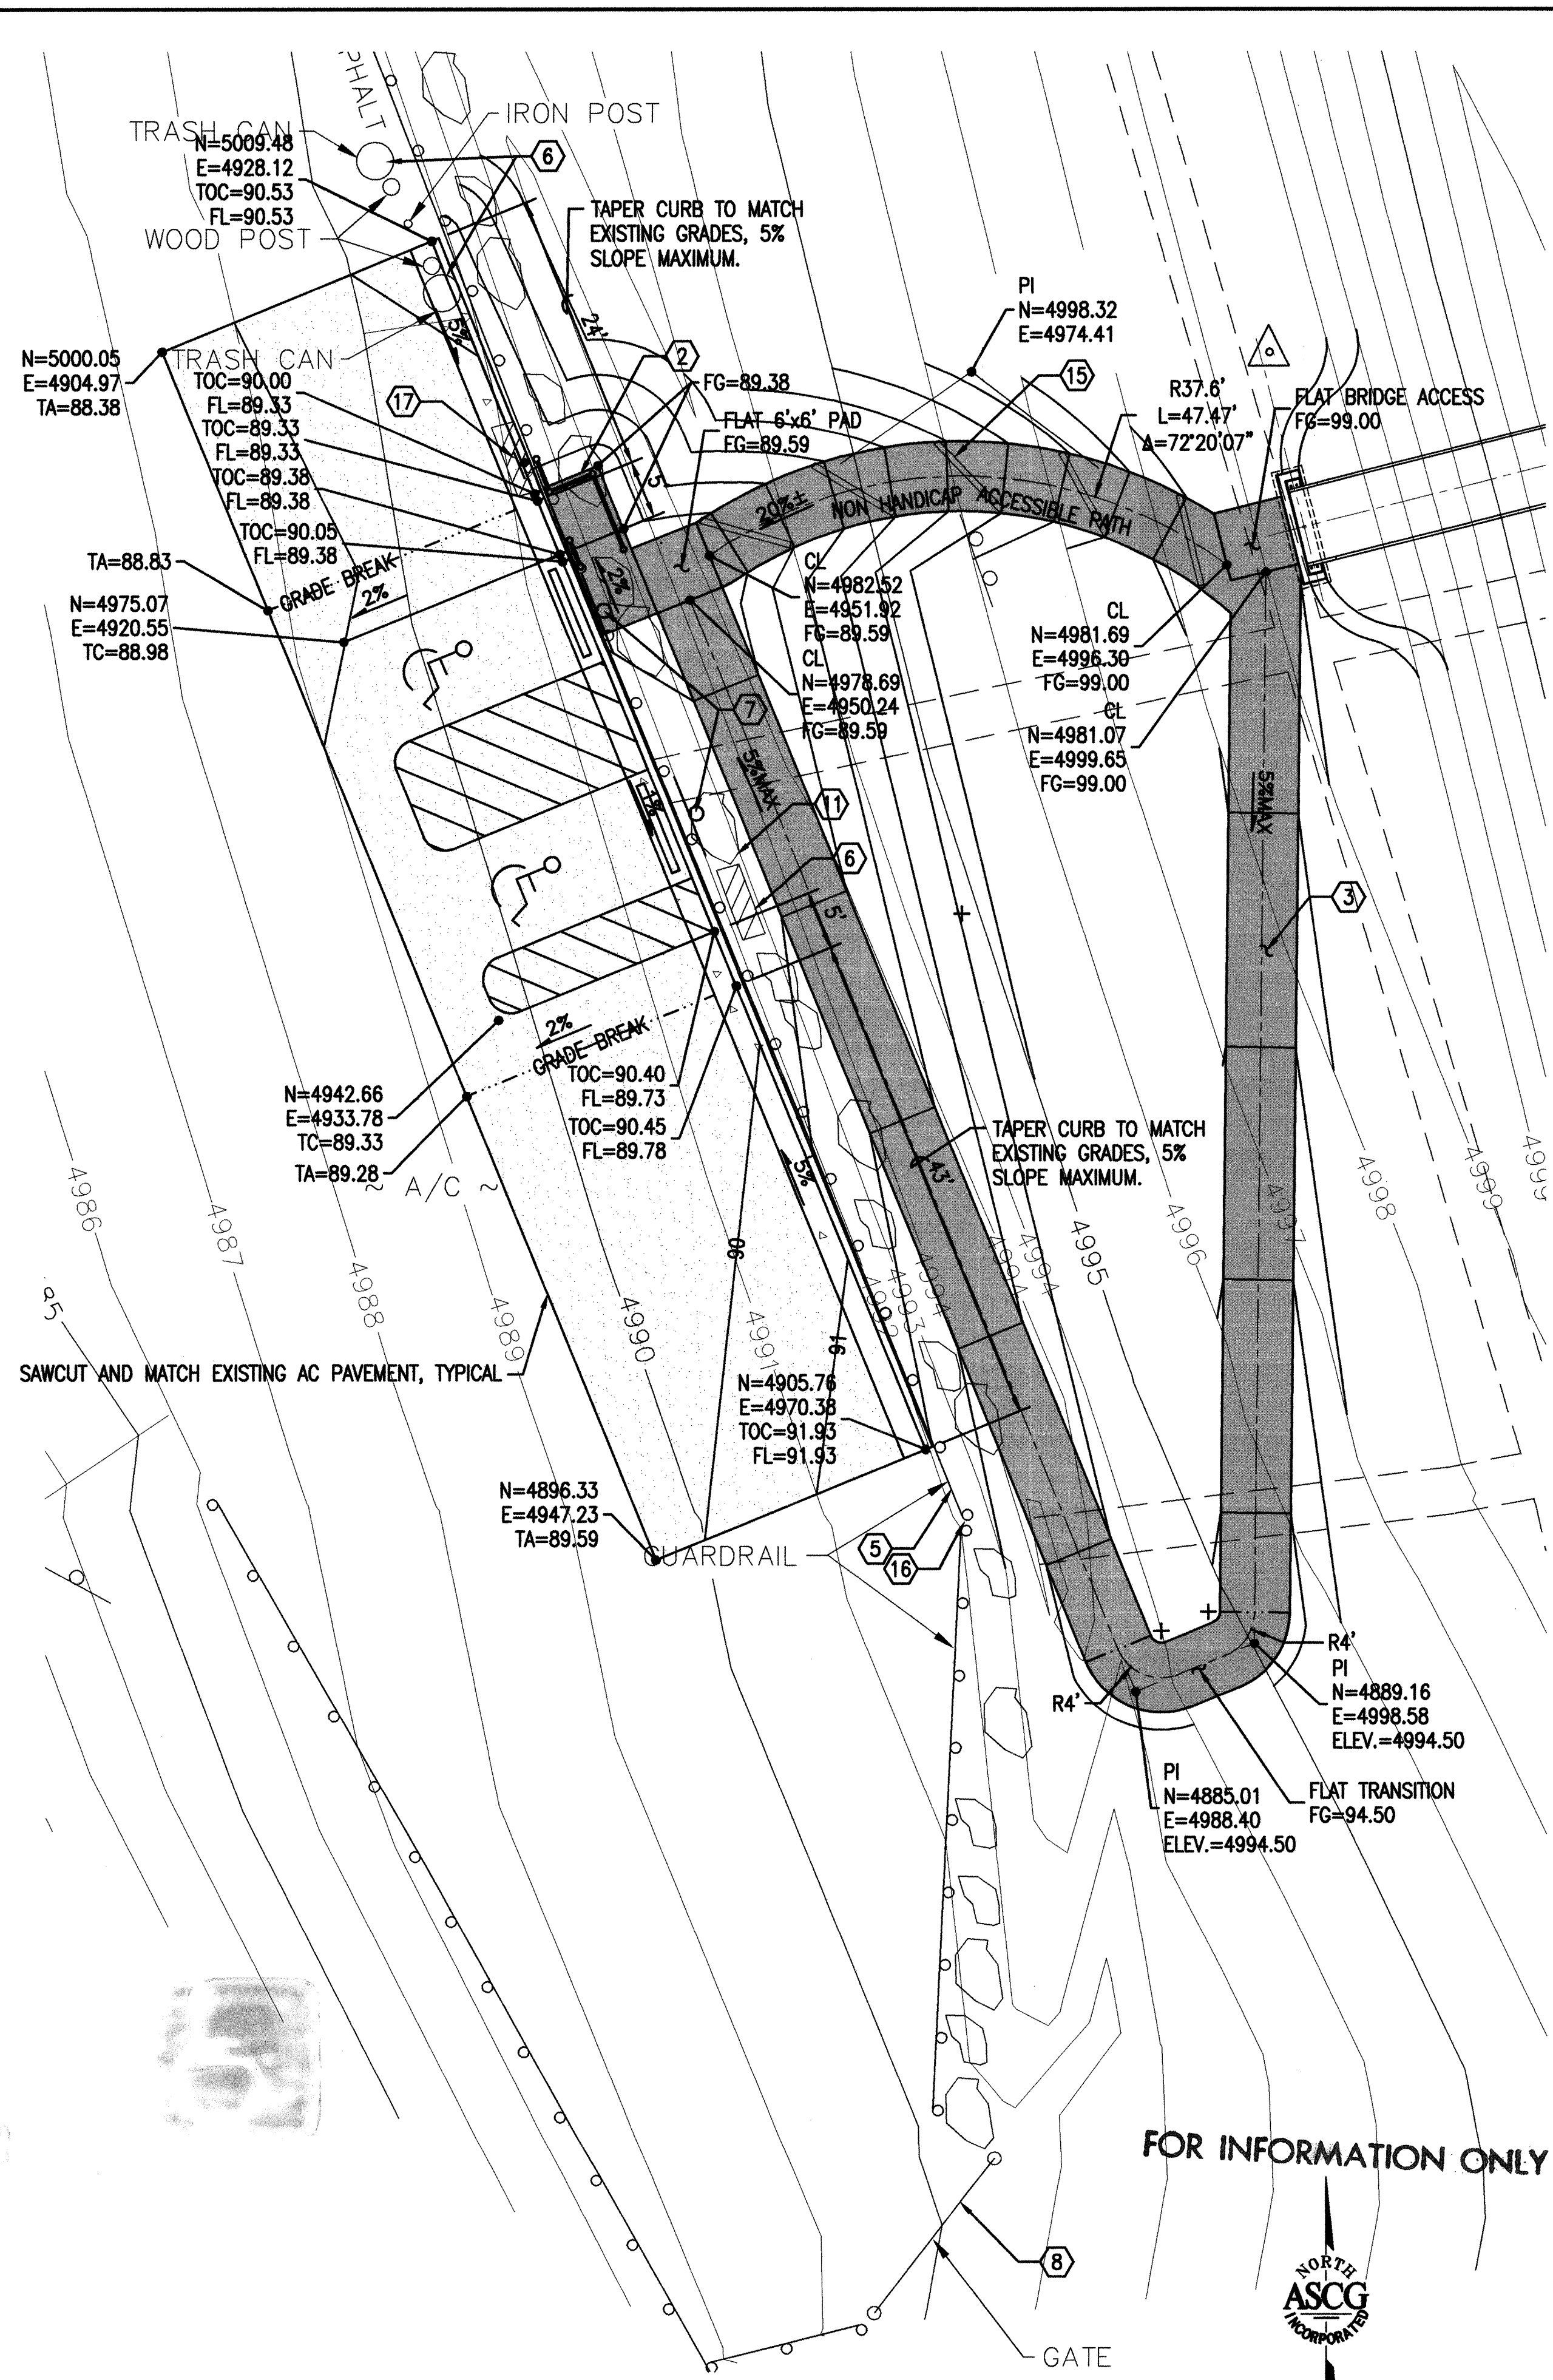 PHALT
IRON POST
TRASH CAN
N=5009.48
E=4928.12
TOC=90.53
FL=90.53
6
WOOD POST
TAPER CURB TO MATCH
EXISTING GRADES, 5%
SLOPE MAXIMUM.
PI
N=4998.32
E=4974.41
5%
24'
N=5000.05
E=4904.97
TA=88.38
TRASH CAN
2
FG=89.38
15
R37.6'
L=47.47'
Δ=72°20'07"
FLAT BRIDGE ACCESS
FG=99.00
TOC=90.00
FL=89.33
17
TOC=89.33
FL=89.33
FLAT 6'x6' PAD
FG=89.59
TOC=89.38
FL=89.38
5'
20%±
NON HANDICAP ACCESSIBLE PATH
TOC=90.05
FL=89.38
TA=88.83
GRADE BREAK
2%
2%
N=4975.07
E=4920.55
TC=88.98
CL
N=4982.52
E=4951.92
FG=89.59
CL
N=4978.69
E=4950.24
FG=89.59
CL
N=4981.69
E=4996.30
FG=99.00
CL
N=4981.07
E=4999.65
FG=99.00
7
5%MAX
5%MAX
1%
11
6
3
5'
2%
GRADE BREAK
N=4942.66
E=4933.78
TC=89.33
TA=89.28
TOC=90.40
FL=89.73
TOC=90.45
FL=89.78
TAPER CURB TO MATCH
EXISTING GRADES, 5%
SLOPE MAXIMUM.
43'
5%
~ A/C ~
4986
4987
4988
4989
4990
4991
4992
4993
4994
4994
4994
4995
4996
4997
4998
4999
4999
90
91
SAWCUT AND MATCH EXISTING AC PAVEMENT, TYPICAL
N=4905.76
E=4970.38
TOC=91.93
FL=91.93
N=4896.33
E=4947.23
TA=89.59
GUARDRAIL
5
16
R4'
PI
N=4889.16
E=4998.58
ELEV.=4994.50
R4'
PI
N=4885.01
E=4988.40
ELEV.=4994.50
FLAT TRANSITION
FG=94.50
FOR INFORMATION ONLY
8
GATE
NORTH
ASCG
INCORPORATED